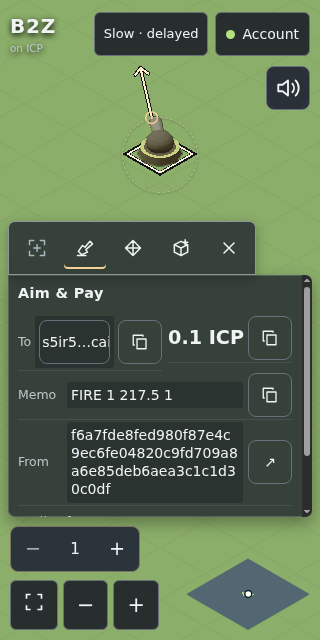 B2Z
on ICP
Slow · delayed
Account
Aim & Pay
To
s5ir5...cai
0.1 ICP
Memo
FIRE 1 217.5 1
From
f6a7fde8fed980f87e4c
9ec6fe04820c9fd709a8
a6e85deb6aea3c1c1d3
0c0df
↗
− 1 +
− +